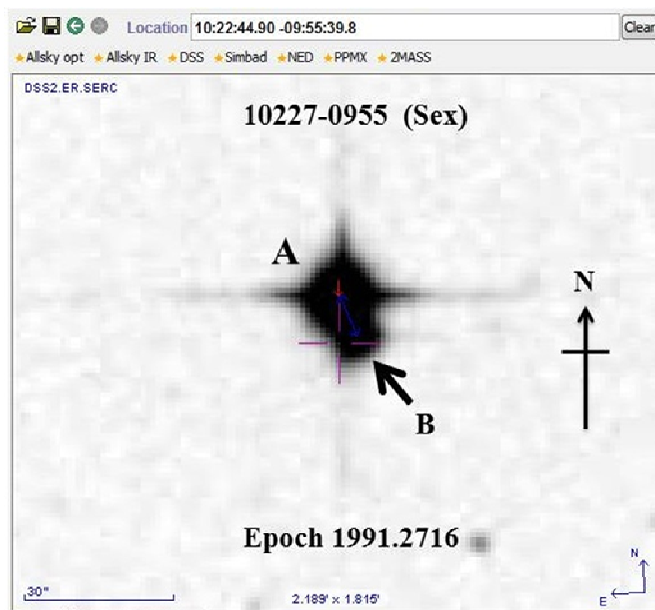 Location 10:22:44.90 -09:55:39.8 Clear
Allsky opt Allsky IR DSS Simbad NED PPMX 2MASS
DSS2.ER.SERC
10227-0955 (Sex)
A
N
B
Epoch 1991.2716
30"
2.189' x 1.815'
N
E